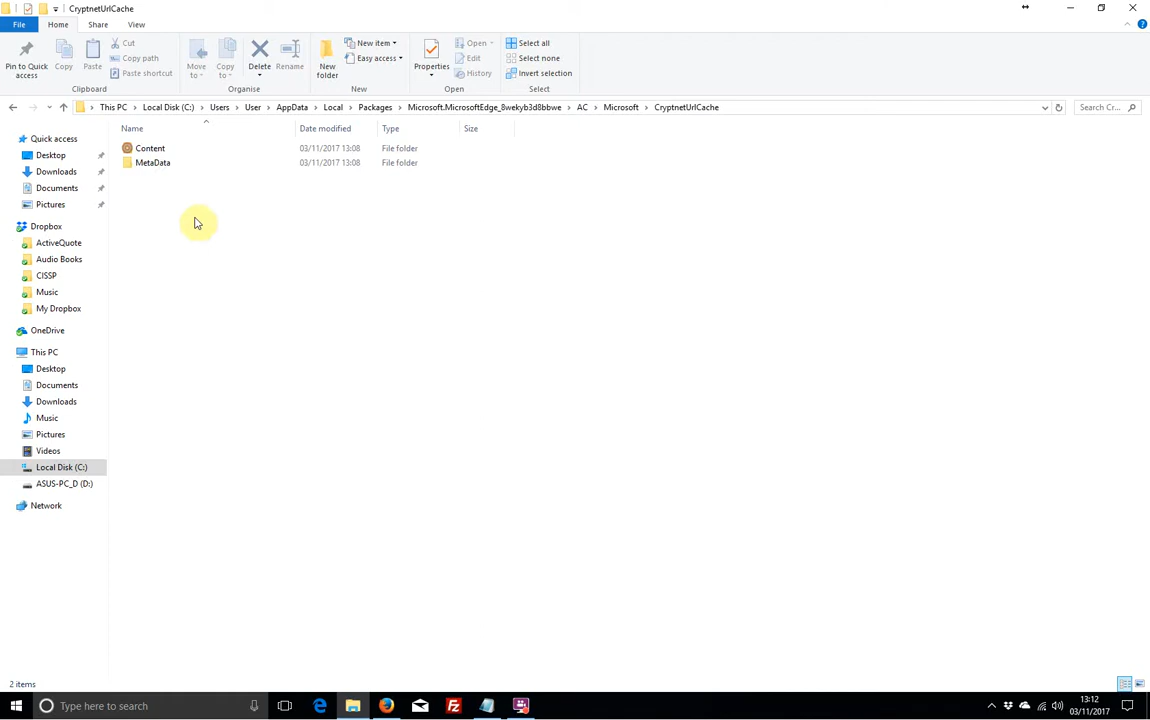 CryptnetUrlCache
File Home Share View
Pin to Quick access
Copy
Paste
Cut
Copy path
Paste shortcut
Clipboard
Move to
Copy to
Delete
Rename
Organise
New folder
New item
Easy access
New
Properties
Open
Edit
History
Open
Select all
Select none
Invert selection
Select
This PC Local Disk (C:) Users User AppData Local Packages Microsoft.MicrosoftEdge_8wekyb3d8bbwe AC Microsoft CryptnetUrlCache
Search Cr...
Name Date modified Type Size
Content 03/11/2017 13:08 File folder
MetaData 03/11/2017 13:08 File folder
Quick access
Desktop
Downloads
Documents
Pictures
Dropbox
ActiveQuote
Audio Books
CISSP
Music
My Dropbox
OneDrive
This PC
Desktop
Documents
Downloads
Music
Pictures
Videos
Local Disk (C:)
ASUS-PC_D (D:)
Network
2 items
Type here to search
13:12
03/11/2017